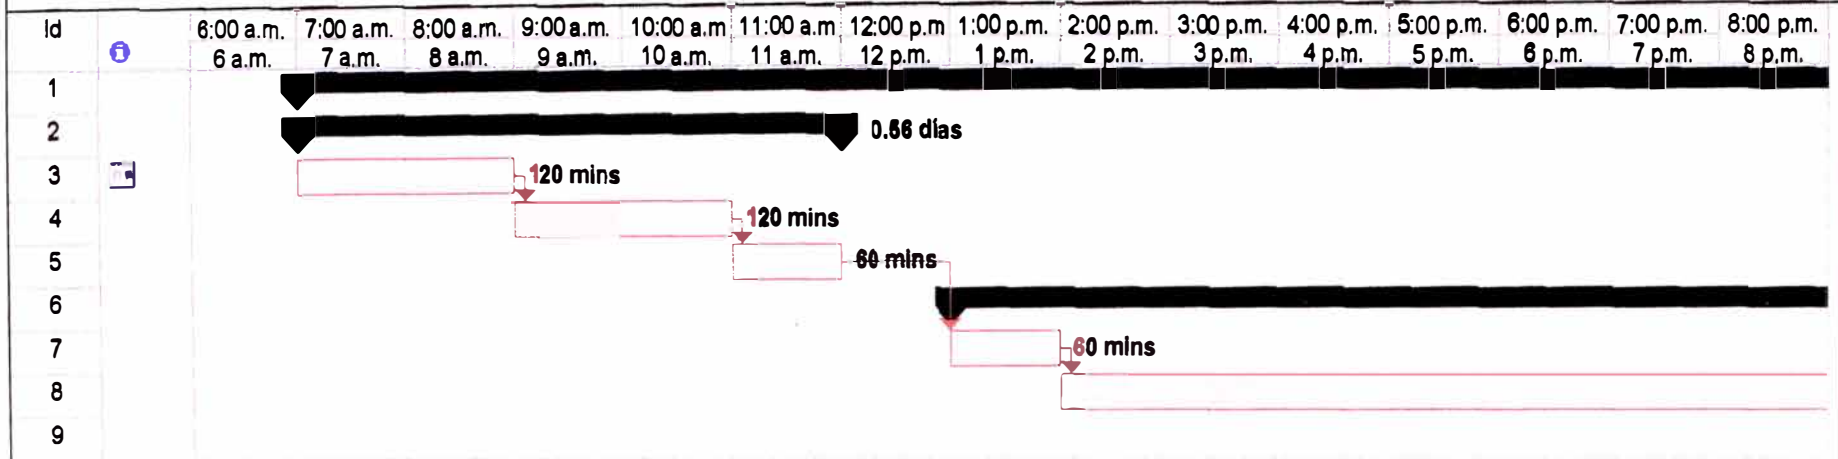 Id
6:00 a.m. 7:00 a.m. 8:00 a.m. 9:00 a.m. 10:00 a.m 11:00 a.m 12:00 p.m 1:00 p.m. 2:00 p.m. 3:00 p.m. 4:00 p.m. 5:00 p.m. 6:00 p.m. 7:00 p.m. 8:00 p.m.
6 a.m. 7 a.m. 8 a.m. 9 a.m. 10 a.m. 11 a.m. 12 p.m. 1 p.m. 2 p.m. 3 p.m. 4 p.m. 5 p.m. 6 p.m. 7 p.m. 8 p.m.
1
2 0.56 días
3 120 mins
4 120 mins
5 60 mins
6
7 60 mins
8
9